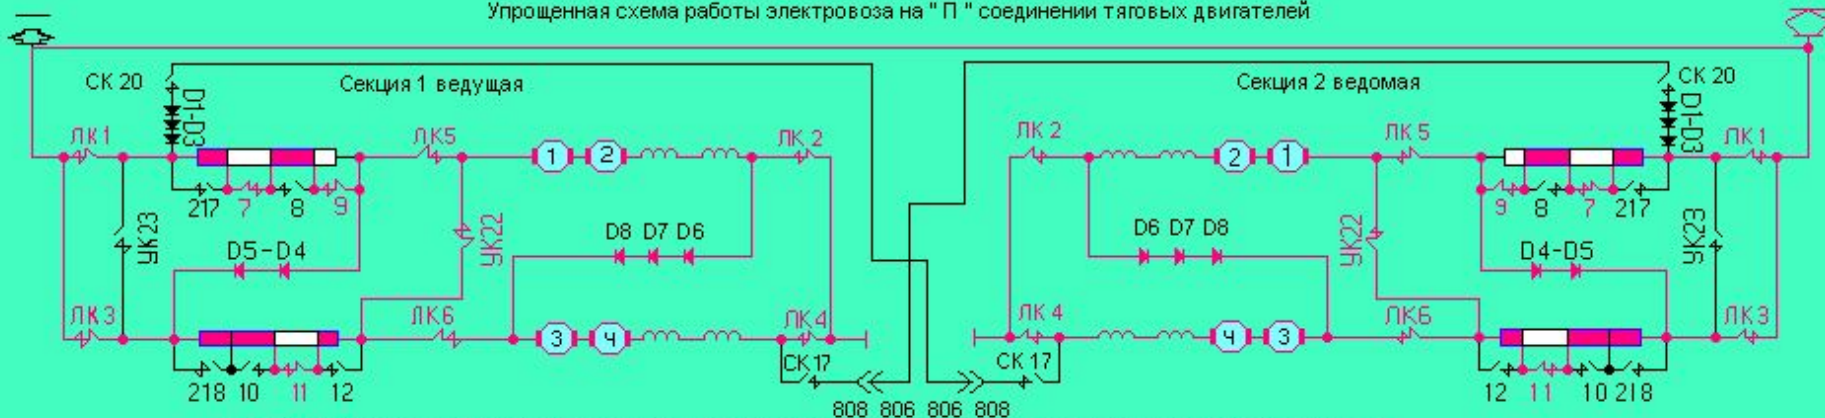 Упрощенная схема работы электровоза на " П " соединении тяговых двигателей
СК 20 Секция 1 ведущая Секция 2 ведомая СК 20
D1-D3 D1-D3
ЛК1 ЛК5 1 2 ЛК 2 ЛК 2 2 1 ЛК 5 ЛК1
217 7 8 9 9 8 7 217
УК23 УК22 УК22 УК23
D5-D4 D8 D7 D6 D6 D7 D8 D4-D5
ЛК3 ЛК6 3 4 ЛК4 ЛК 4 4 3 ЛК6 ЛК3
СК17 СК 17
218 10 11 12 12 11 10 218
808 806 806 808